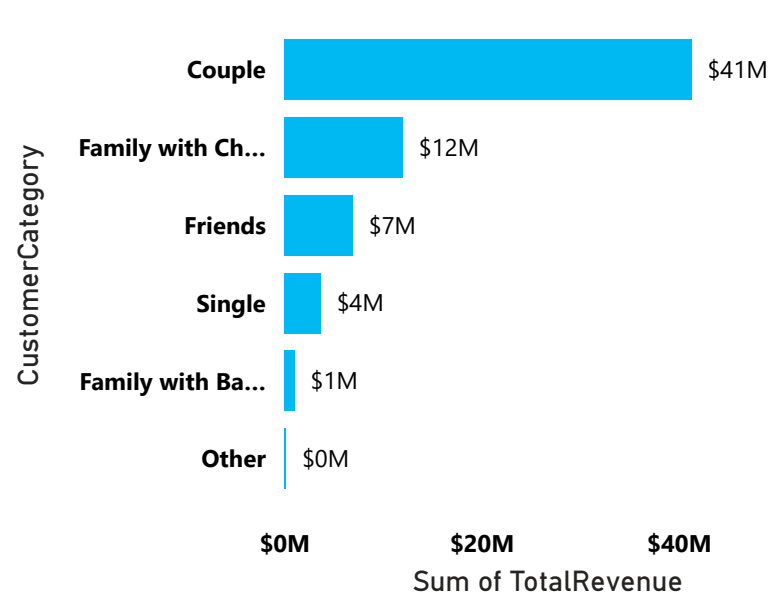 CustomerCategory
Couple $41M
Family with Ch... $12M
Friends $7M
Single $4M
Family with Ba... $1M
Other $0M
$0M $20M $40M
Sum of TotalRevenue